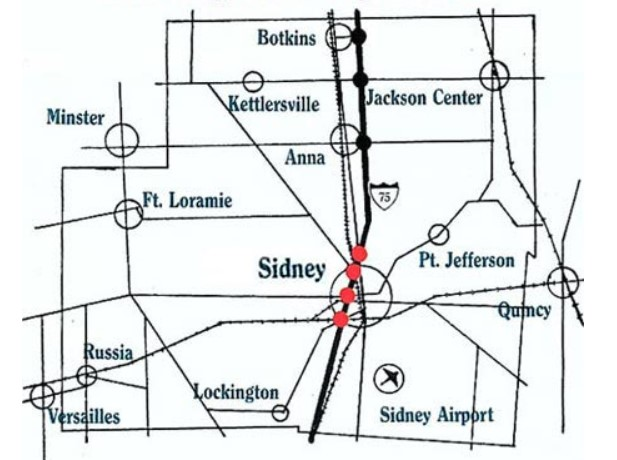 Botkins
Kettlersville
Jackson Center
Minster
Anna
75
Ft. Loramie
Sidney
Pt. Jefferson
Quincy
Russia
Lockington
Versailles
Sidney Airport